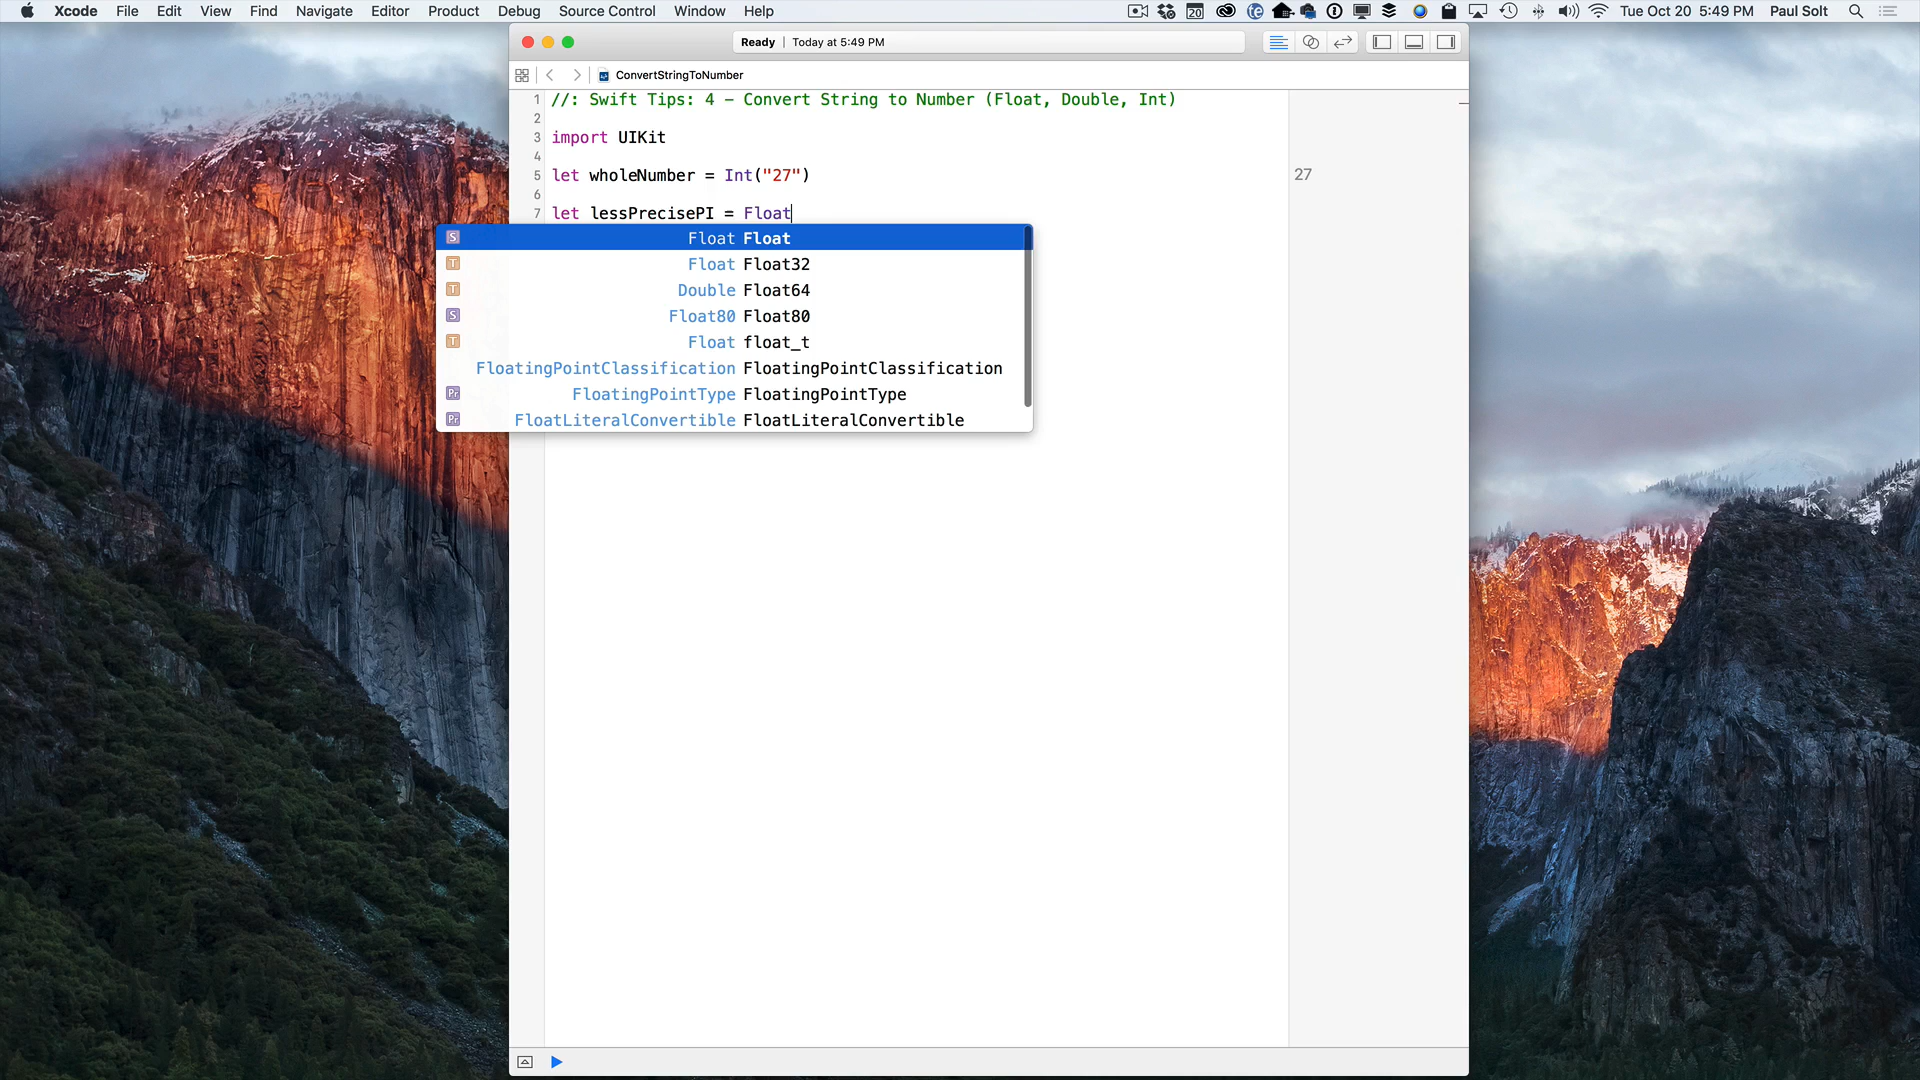 Xcode File Edit View Find Navigate Editor Product Debug Source Control Window Help 20 Tue Oct 20 5:49 PM Paul Solt
Ready | Today at 5:49 PM
ConvertStringToNumber
1 //: Swift Tips: 4 - Convert String to Number (Float, Double, Int)
2
3 import UIKit
4
5 let wholeNumber = Int("27") 27
6
7 let lessPrecisePI = Float
S Float Float
T Float Float32
T Double Float64
S Float80 Float80
T Float float_t
FloatingPointClassification FloatingPointClassification
Pr FloatingPointType FloatingPointType
Pr FloatLiteralConvertible FloatLiteralConvertible